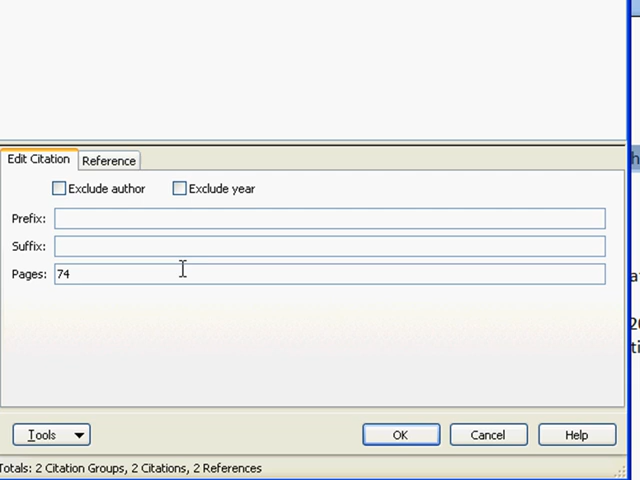 Edit Citation Reference
Exclude author Exclude year
Prefix:
Suffix:
Pages: 74
Tools OK Cancel Help
Totals: 2 Citation Groups, 2 Citations, 2 References